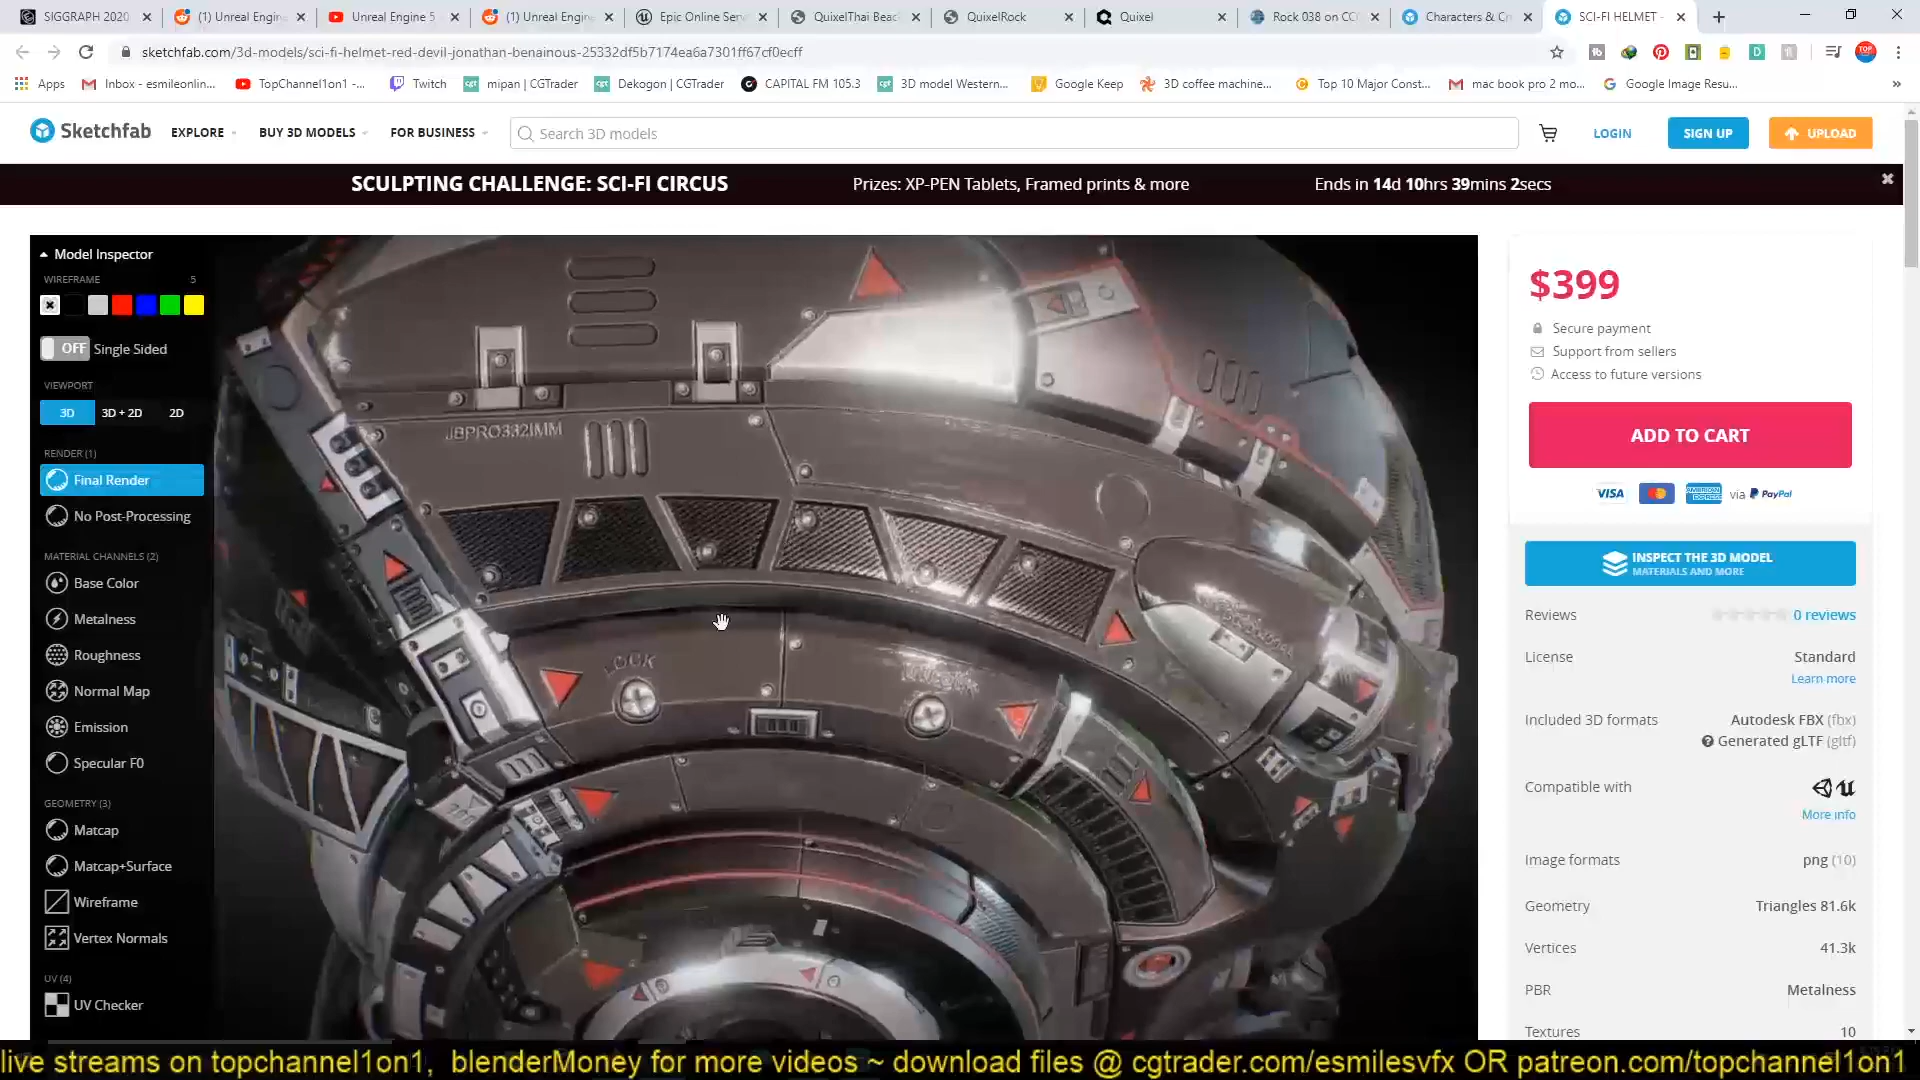 SIGGRAPH 2020
(1) Unreal Engin
Unreal Engine 5
(1) Unreal Engin
Epic Online Serv
QuixelThai Beac
QuixelRock
Quixel
Rock 038 on CC
Characters & Cr
SCI-FI HELMET -
sketchfab.com/3d-models/sci-fi-helmet-red-devil-jonathan-benainous-25332df5b7174ea6a7301ff67cf0ecff
Apps
Inbox - esmileonlin...
TopChannel1on1 -...
Twitch
mipan | CGTrader
Dekogon | CGTrader
CAPITAL FM 105.3
3D model Western...
Google Keep
3D coffee machine...
Top 10 Major Const...
mac book pro 2 mo...
Google Image Resu...
Sketchfab
EXPLORE
BUY 3D MODELS
FOR BUSINESS
Search 3D models
LOGIN
SIGN UP
UPLOAD
SCULPTING CHALLENGE: SCI-FI CIRCUS
Prizes: XP-PEN Tablets, Framed prints & more
Ends in 14d 10hrs 39mins 2secs
Model Inspector
WIREFRAME 5
OFF Single Sided
VIEWPORT
3D 3D + 2D 2D
RENDER (1)
Final Render
No Post-Processing
MATERIAL CHANNELS (2)
Base Color
Metalness
Roughness
Normal Map
Emission
Specular F0
GEOMETRY (3)
Matcap
Matcap+Surface
Wireframe
Vertex Normals
UV (4)
UV Checker
JBPRO332IMM
LOCK
$399
Secure payment
Support from sellers
Access to future versions
ADD TO CART
VISA
via PayPal
INSPECT THE 3D MODEL
MATERIALS AND MORE
Reviews 0 reviews
License Standard
Learn more
Included 3D formats Autodesk FBX (fbx)
Generated glTF (gltf)
Compatible with
More info
Image formats png (10)
Geometry Triangles 81.6k
Vertices 41.3k
PBR Metalness
Textures 10
live streams on topchannel1on1, blenderMoney for more videos ~ download files @ cgtrader.com/esmilesvfx OR patreon.com/topchannel1on1